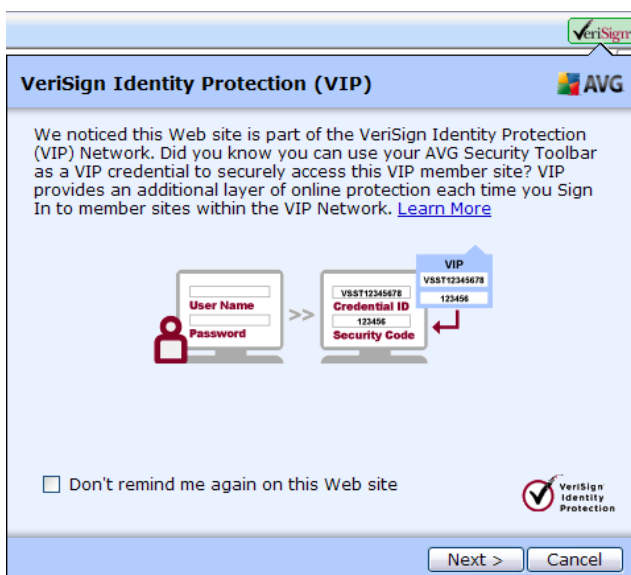 VeriSign
VeriSign Identity Protection (VIP)
AVG
We noticed this Web site is part of the VeriSign Identity Protection
(VIP) Network. Did you know you can use your AVG Security Toolbar
as a VIP credential to securely access this VIP member site? VIP
provides an additional layer of online protection each time you Sign
In to member sites within the VIP Network. Learn More
User Name
Password
>>
VSST12345678
Credential ID
123456
Security Code
VIP
VSST12345678
123456
Don't remind me again on this Web site
VeriSign
Identity
Protection
Next >
Cancel